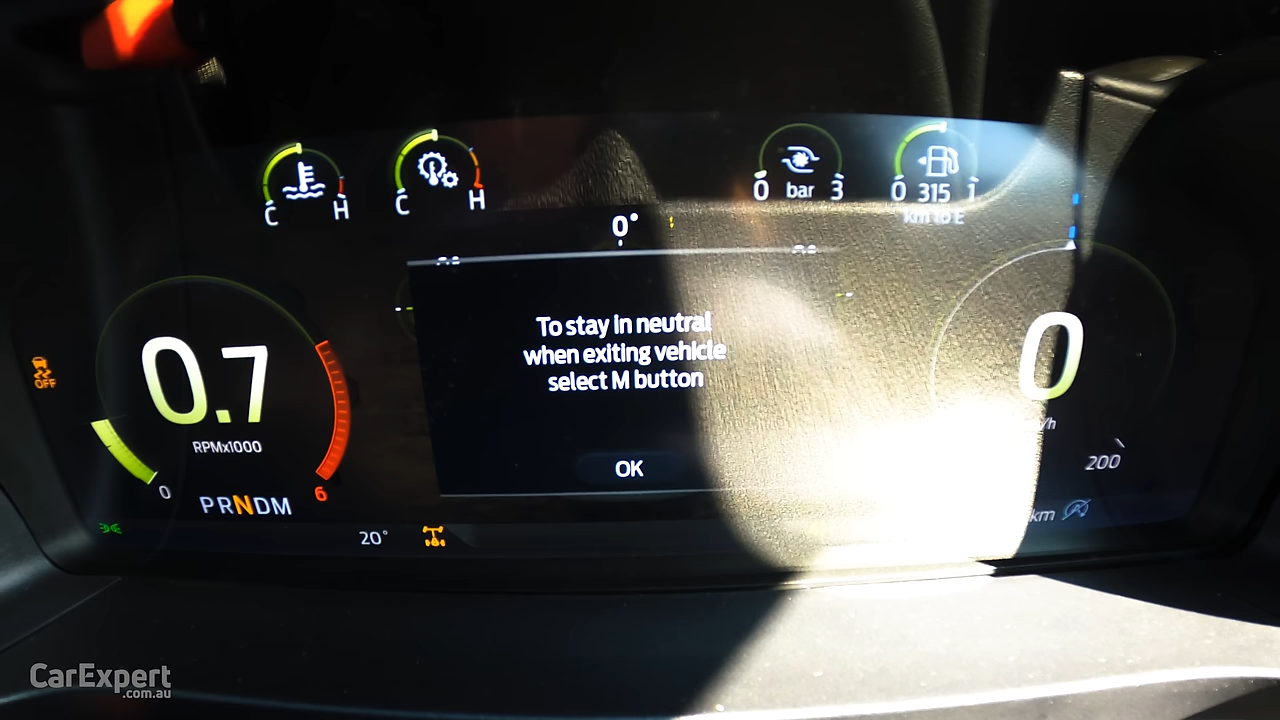 C H
C H
0 bar 3
0 315 1
km to E
0°
To stay in neutral
when exiting vehicle
select M button
OK
0.7
RPMx1000
0
6
PRNDM
OFF
20°
0
/h
200
km
CarExpert
.com.au